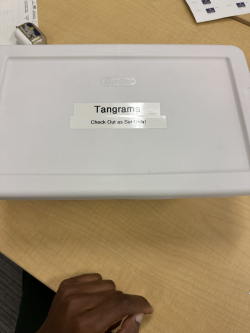 Tangrams
Check Out as Set Only!